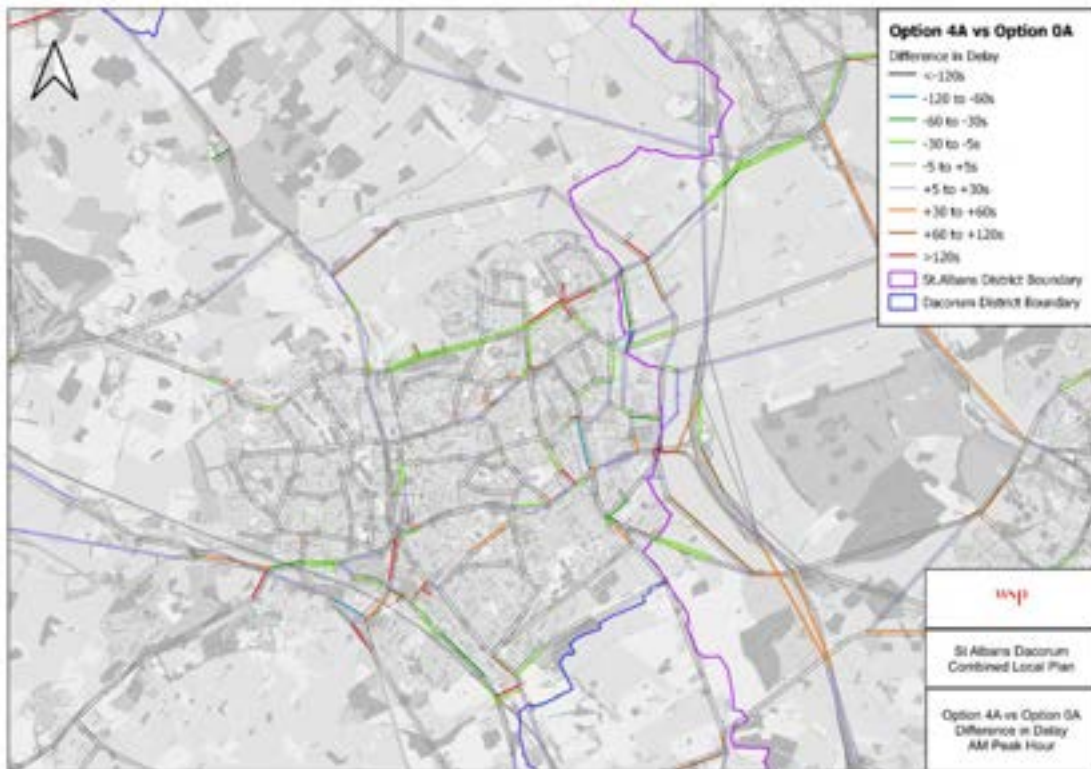 Option 4A vs Option 0A
Difference in Delay
<-120s
-120 to -60s
-60 to -30s
-30 to -5s
-5 to +5s
+5 to +30s
+30 to +60s
+60 to +120s
>120s
St.Albans District Boundary
Dacorum District Boundary
wsp
St Albans Dacorum
Combined Local Plan
Option 4A vs Option 0A
Difference in Delay
AM Peak Hour